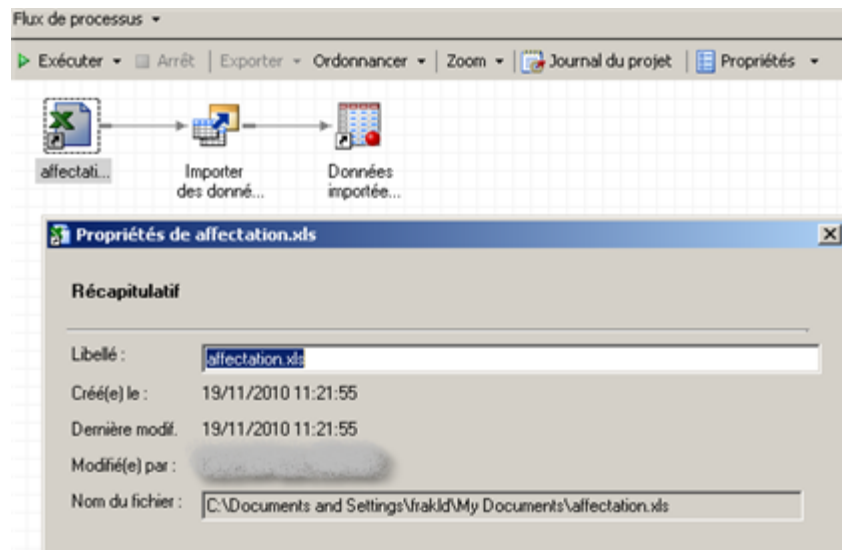 Flux de processus
Exécuter Arrêt Exporter Ordonnancer Zoom Journal du projet Propriétés
affectati... Importer des donné... Données importée...
Propriétés de affectation.xls
Récapitulatif
Libellé : affectation.xls
Créé(e) le : 19/11/2010 11:21:55
Dernière modif. 19/11/2010 11:21:55
Modifié(e) par :
Nom du fichier : C:\Documents and Settings\frakld\My Documents\affectation.xls